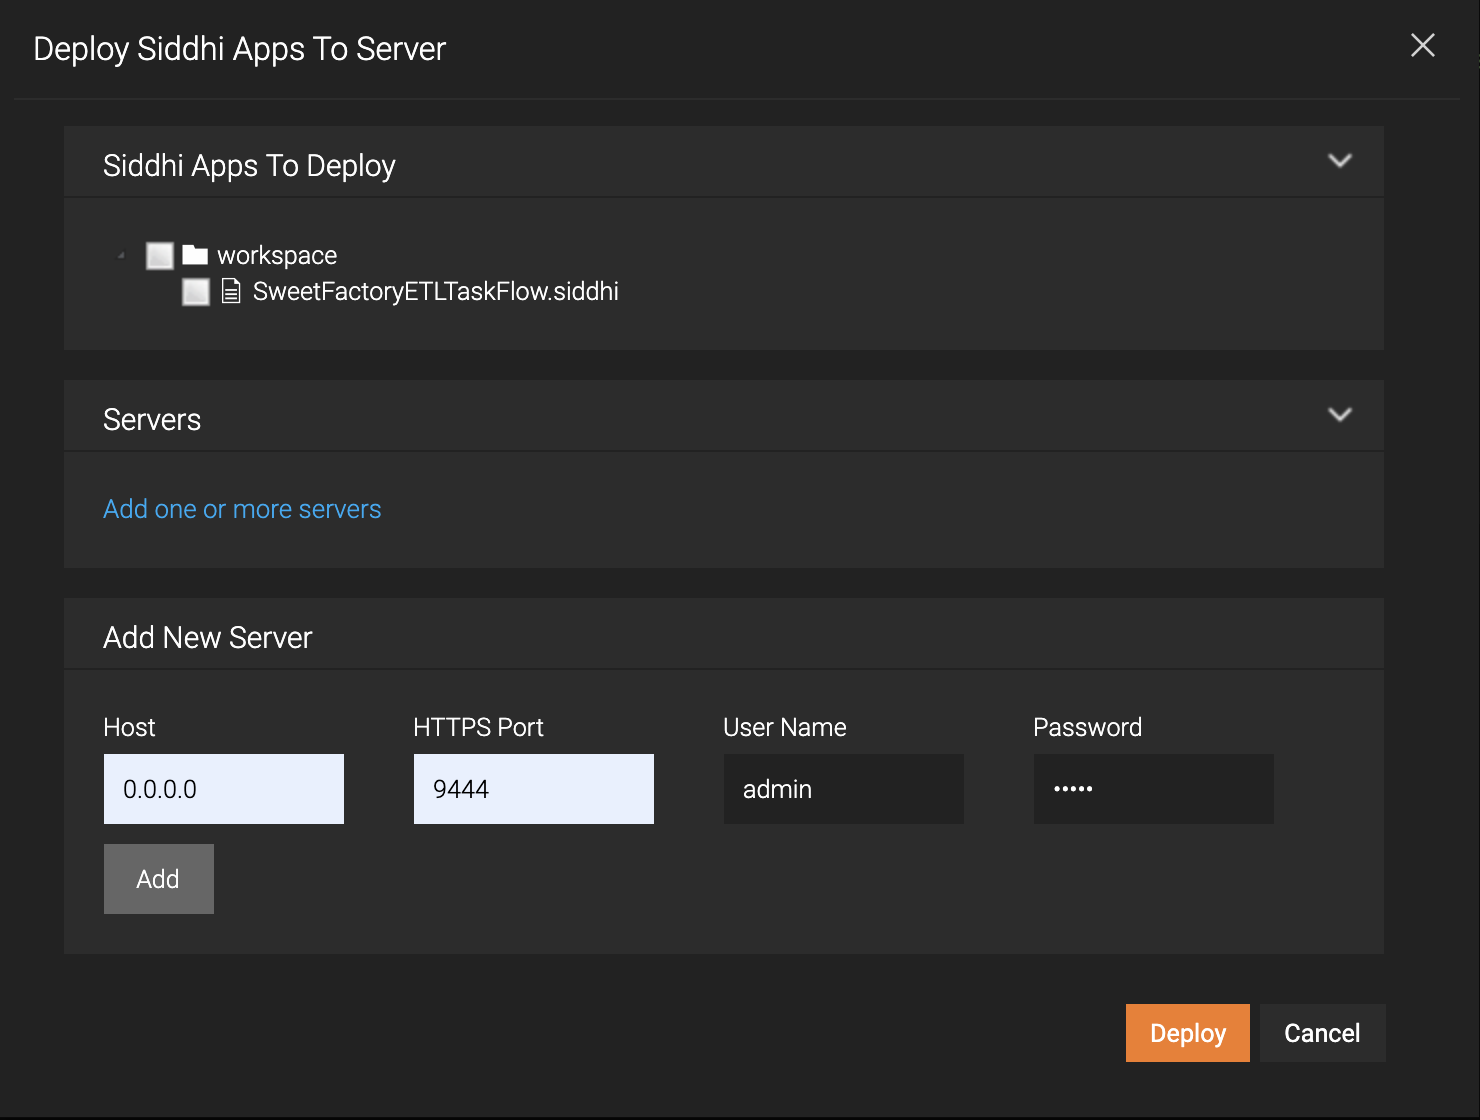 Deploy Siddhi Apps To Server
Siddhi Apps To Deploy
workspace
SweetFactoryETLTaskFlow.siddhi
Servers
Add one or more servers
Add New Server
Host HTTPS Port User Name Password
0.0.0.0 9444 admin •••••
Add
Deploy Cancel